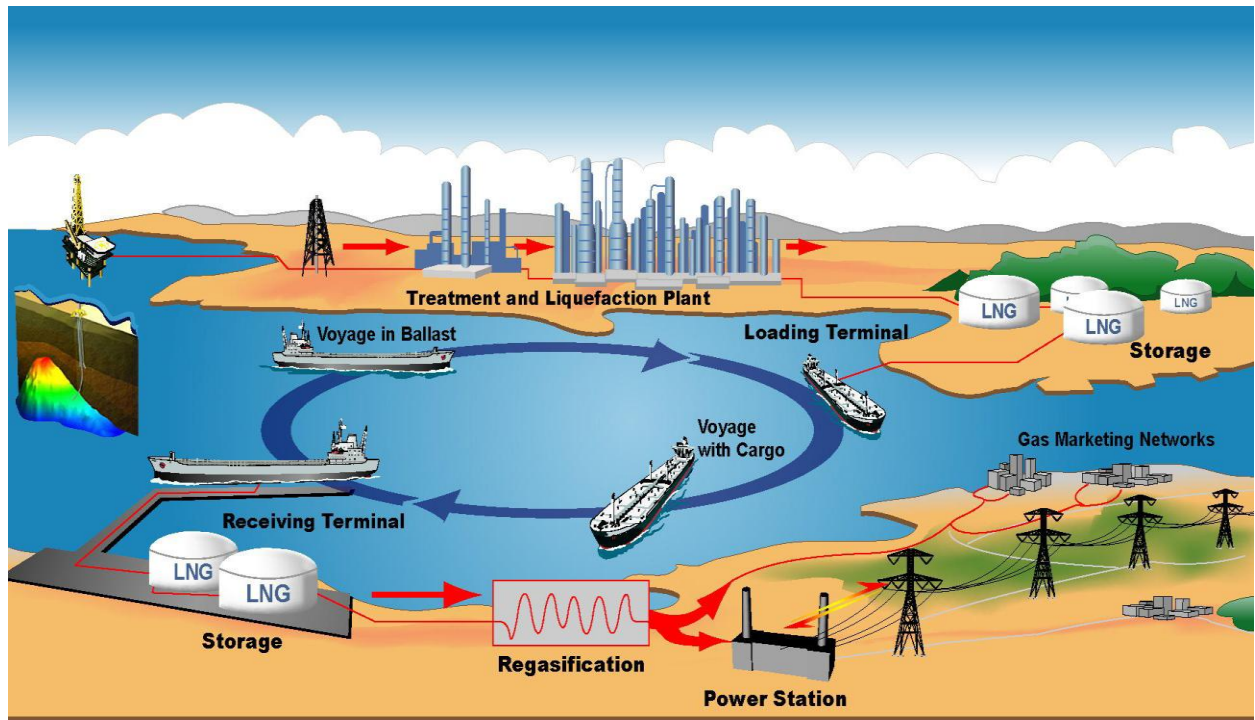 Treatment and Liquefaction Plant
Voyage in Ballast
Loading Terminal
LNG
LNG
LNG
Storage
Voyage
with Cargo
Gas Marketing Networks
Receiving Terminal
LNG
LNG
Storage
Regasification
Power Station